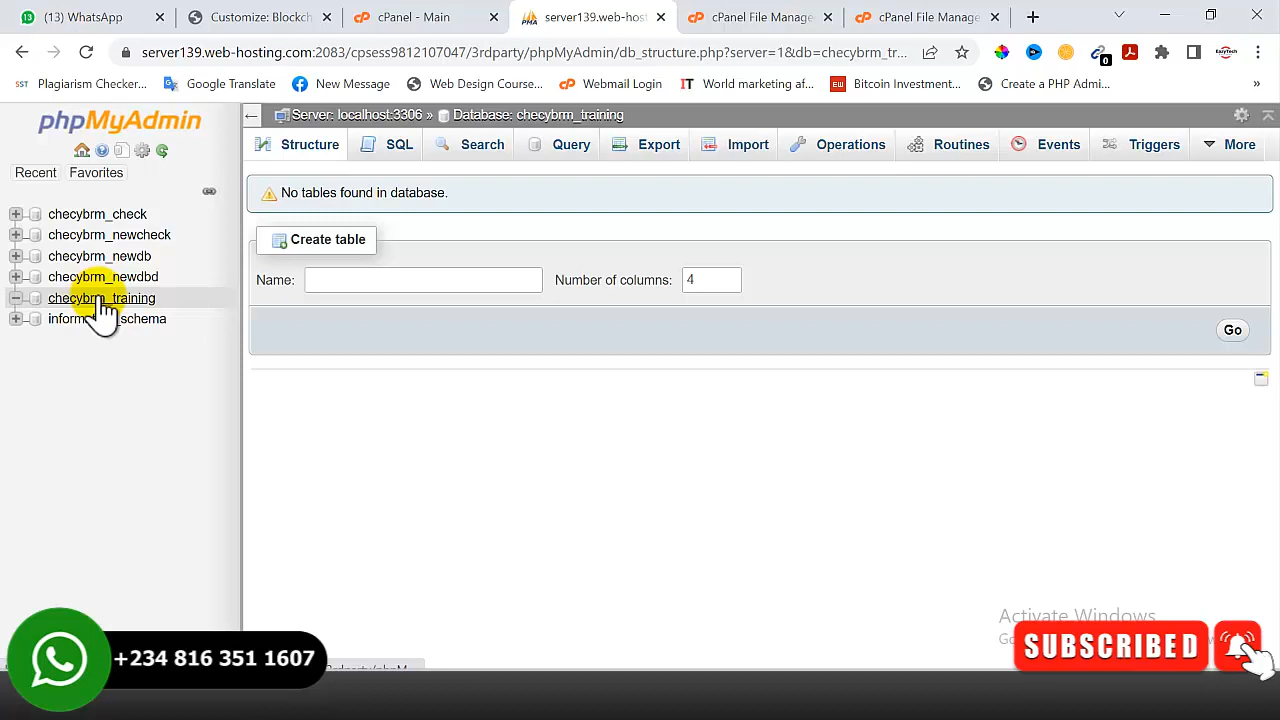 (13) WhatsApp
Customize: Blockch
cPanel - Main
server139.web-host
cPanel File Manage
cPanel File Manage
server139.web-hosting.com:2083/cpsess9812107047/3rdparty/phpMyAdmin/db_structure.php?server=1&db=checybrm_tr...
SST Plagiarism Checker...
Google Translate
New Message
Web Design Course...
Webmail Login
World marketing af...
Bitcoin Investment...
Create a PHP Admi...
phpMyAdmin
Server: localhost:3306 » Database: checybrm_training
Structure
SQL
Search
Query
Export
Import
Operations
Routines
Events
Triggers
More
Recent
Favorites
No tables found in database.
checybrm_check
checybrm_newcheck
checybrm_newdb
checybrm_newdbd
checybrm_training
Create table
Name:
Number of columns: 4
Go
Activate Windows
SUBSCRIBED
+234 816 351 1607